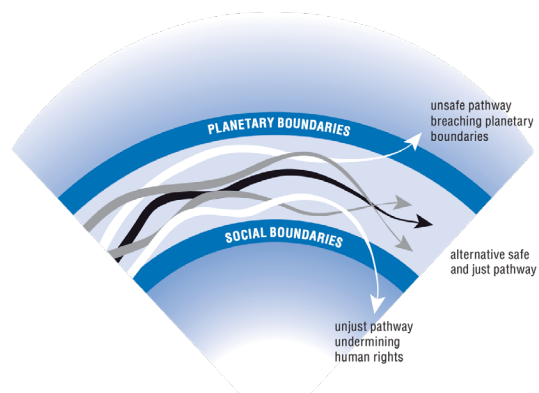 unsafe pathway
breaching planetary
boundaries
PLANETARY BOUNDARIES
SOCIAL BOUNDARIES
alternative safe
and just pathway
unjust pathway
undermining
human rights